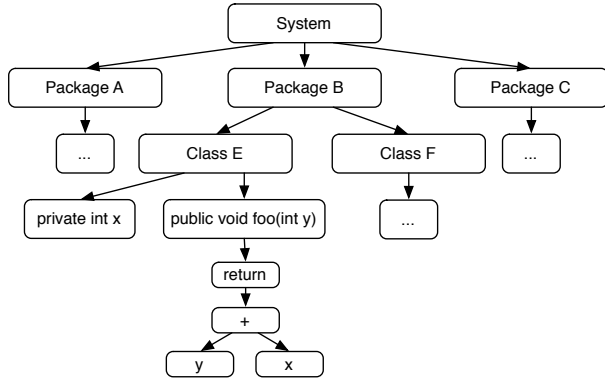 System
Package A
Package B
Package C
...
Class E
Class F
...
private int x
public void foo(int y)
...
return
+
y
x